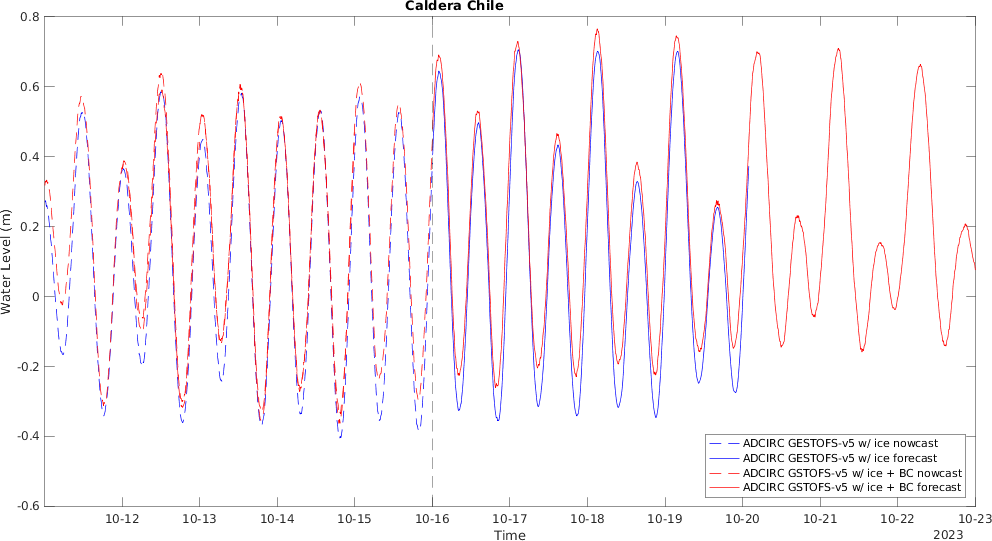 Caldera Chile
0.8
0.6
0.4
0.2
0
-0.2
-0.4
-0.6
Water Level (m)
ADCIRC GESTOFS-v5 w/ ice nowcast
ADCIRC GESTOFS-v5 w/ ice forecast
ADCIRC GSTOFS-v5 w/ ice + BC nowcast
ADCIRC GSTOFS-v5 w/ ice + BC forecast
10-12 10-13 10-14 10-15 10-16 10-17 10-18 10-19 10-20 10-21 10-22 10-23
Time
2023